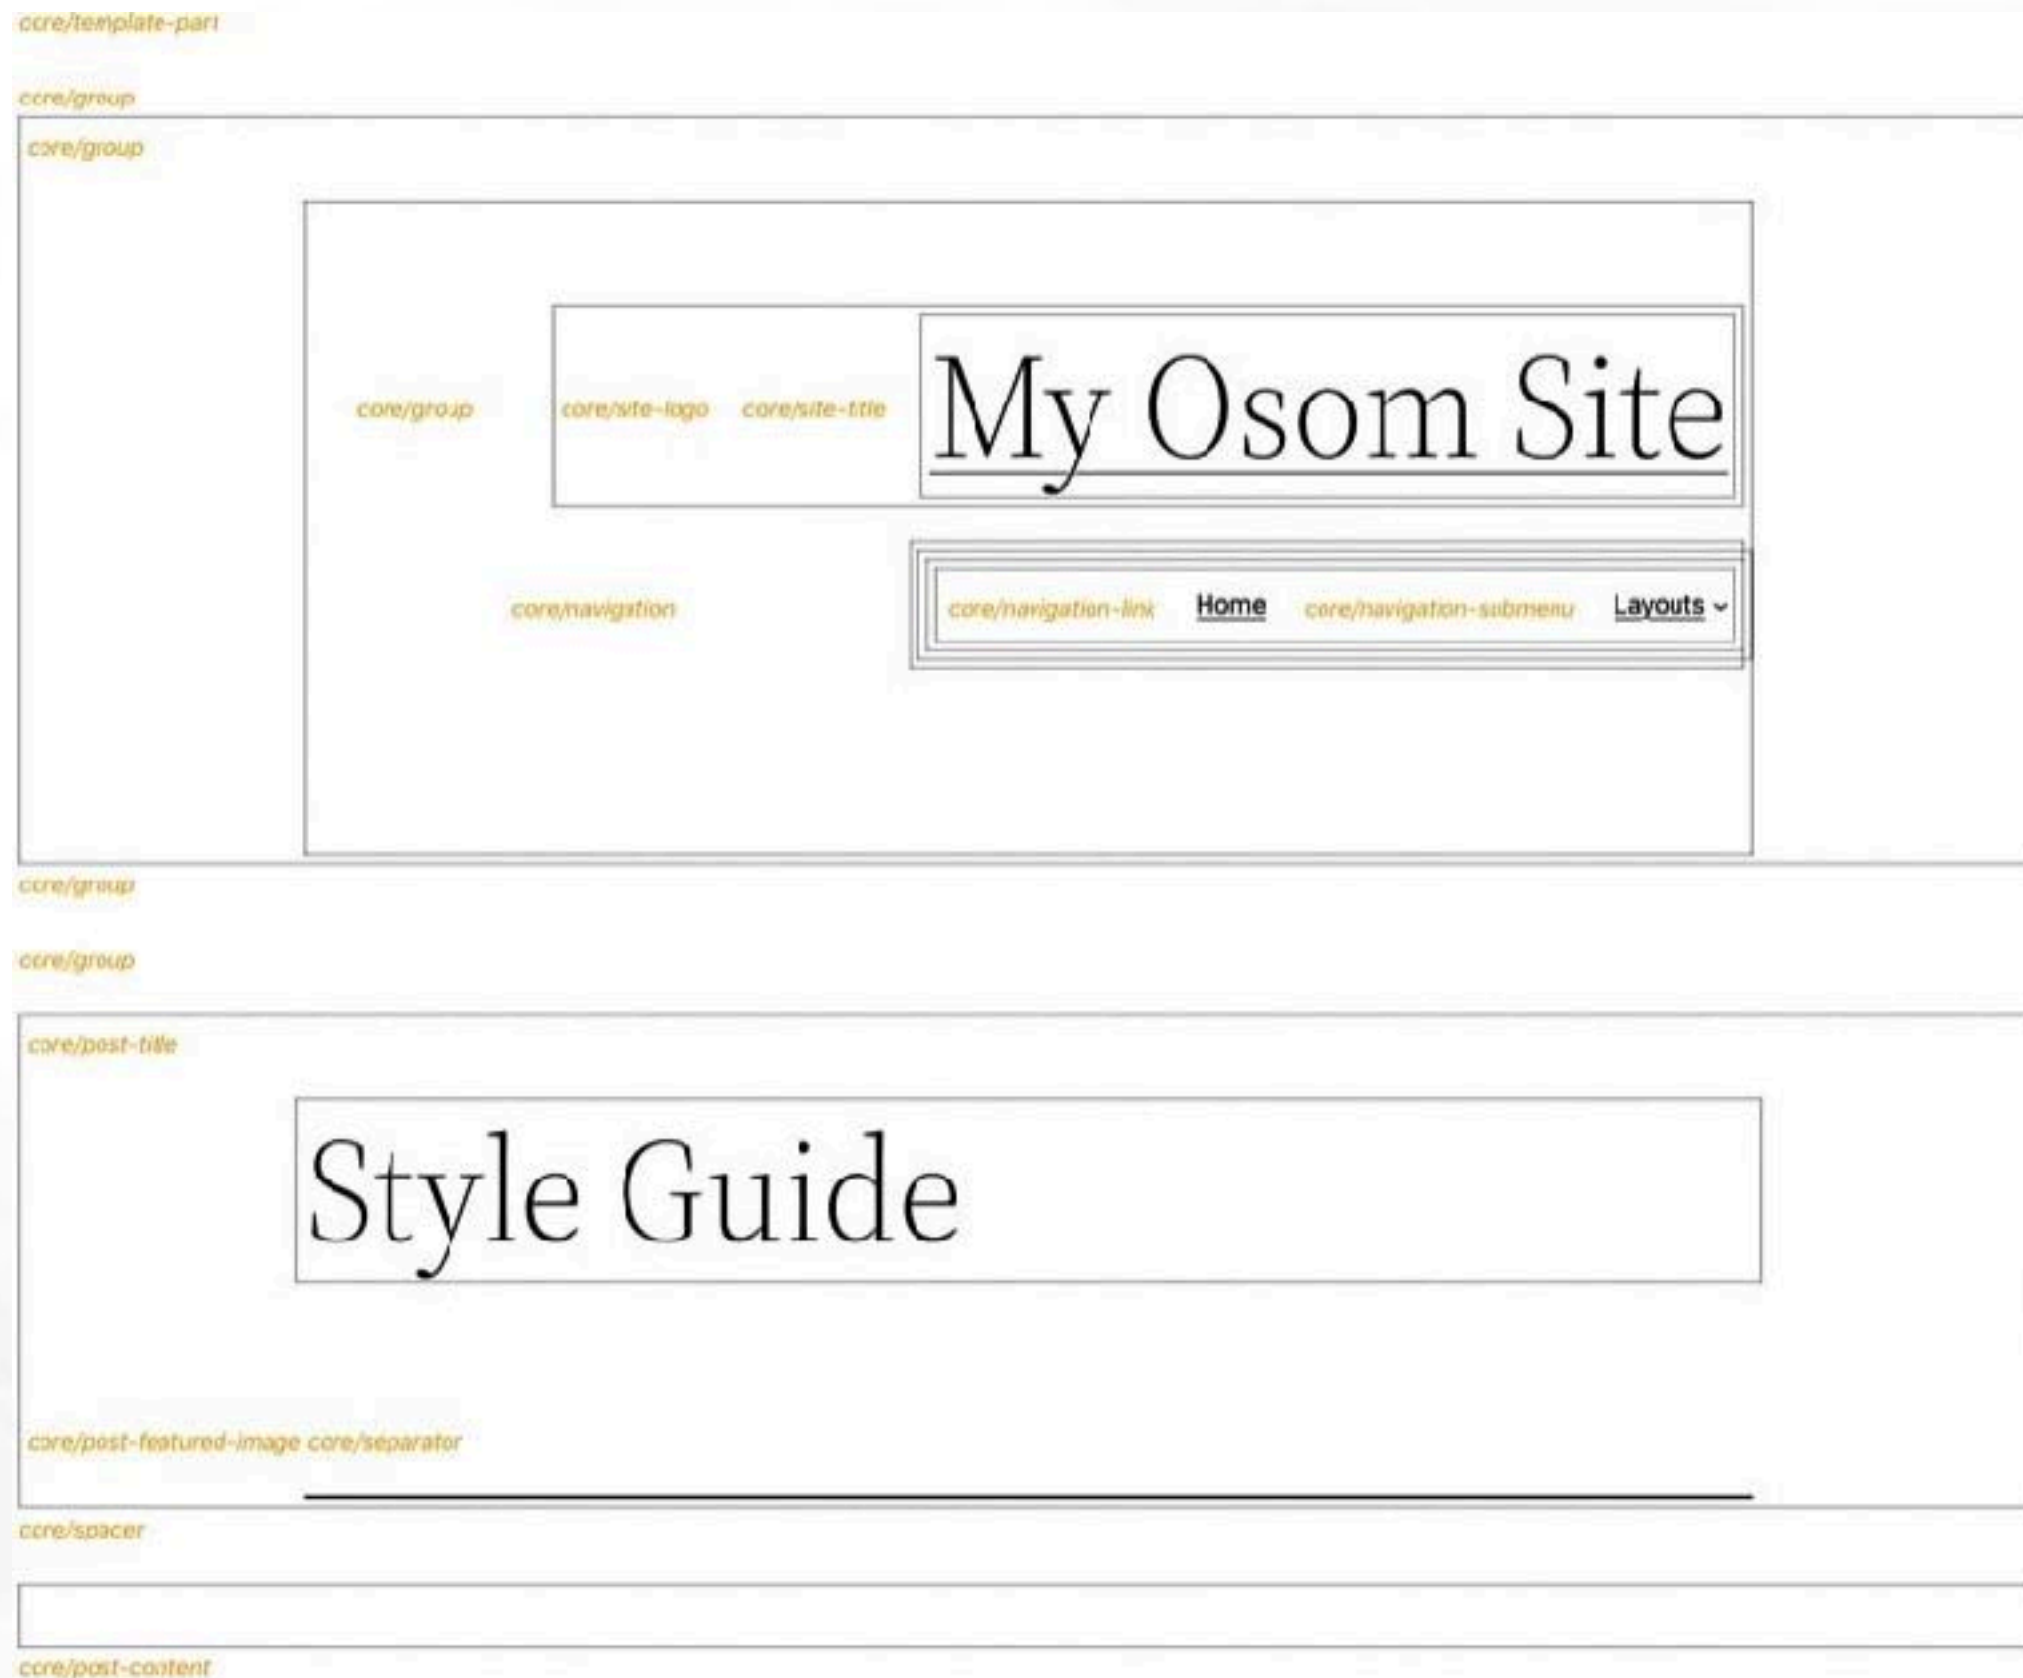 core/template-part
core/group
core/group
core/group core/site-logo core/site-title My Osom Site
core/navigation core/navigation-link Home core/navigation-submenu Layouts
core/group
core/group
core/post-title
Style Guide
core/post-featured-image core/separator
core/spacer
core/post-content